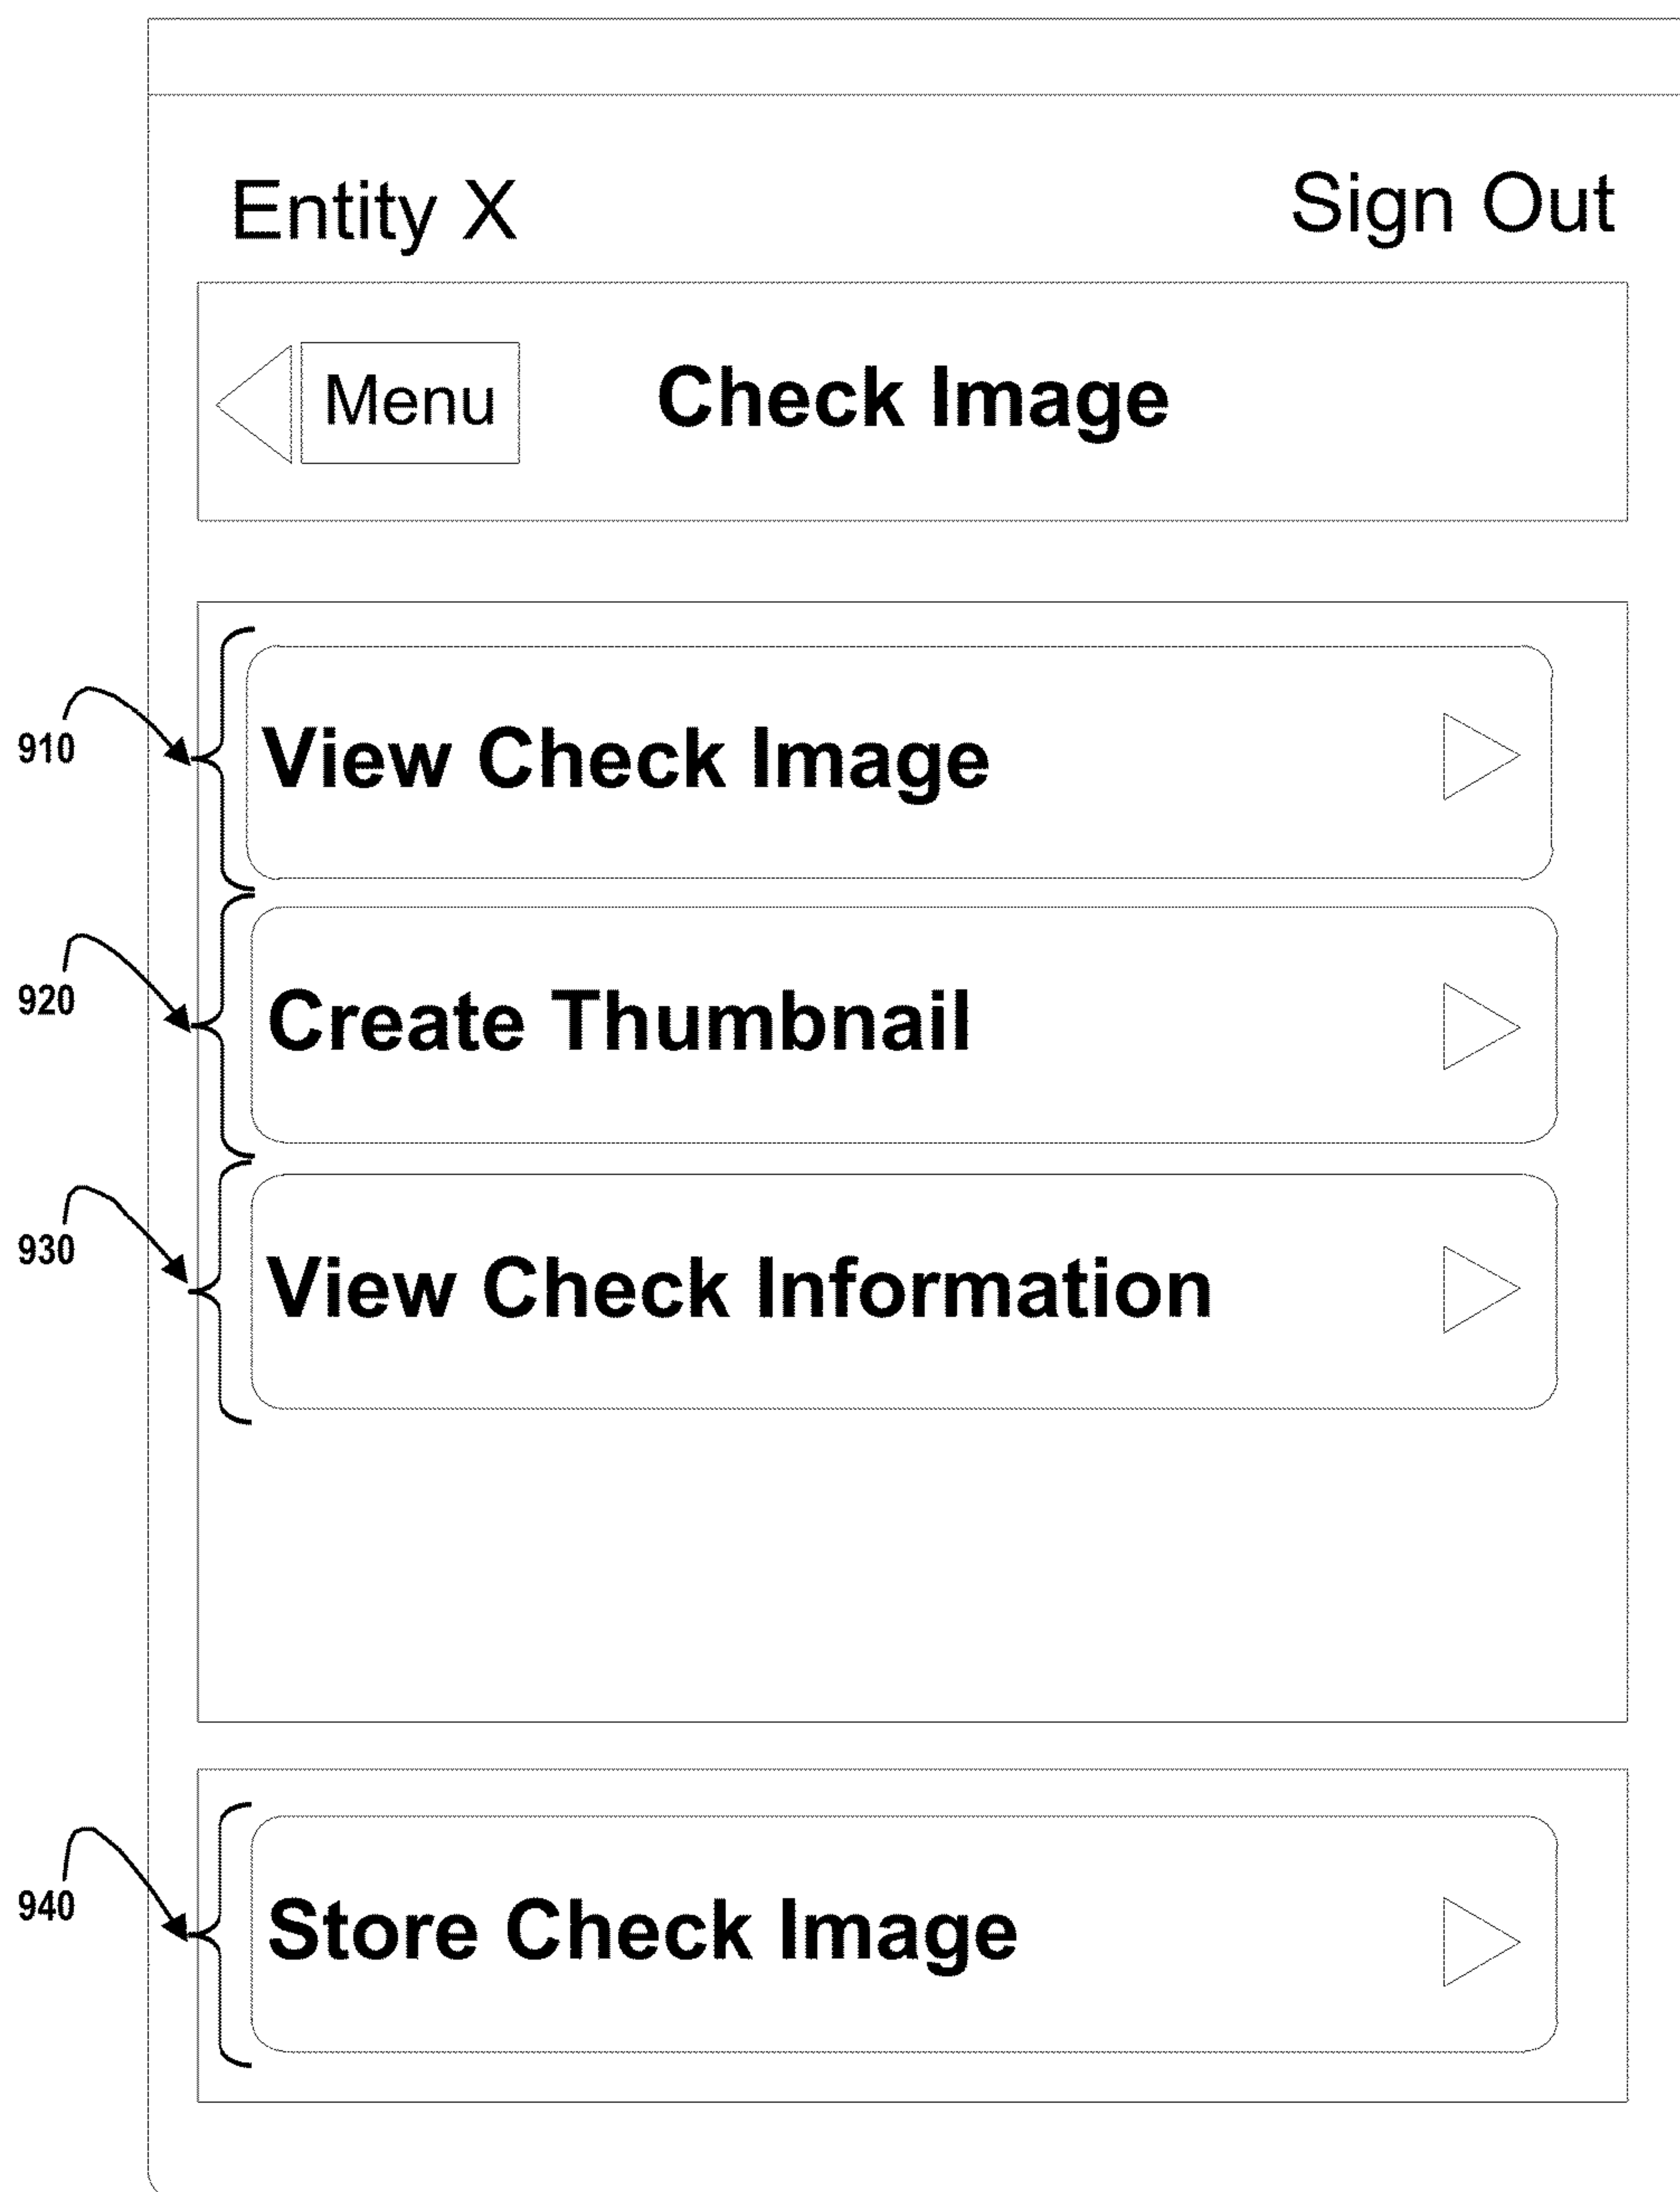 Entity X Sign Out
Menu Check Image
910 View Check Image
920 Create Thumbnail
930 View Check Information
940 Store Check Image